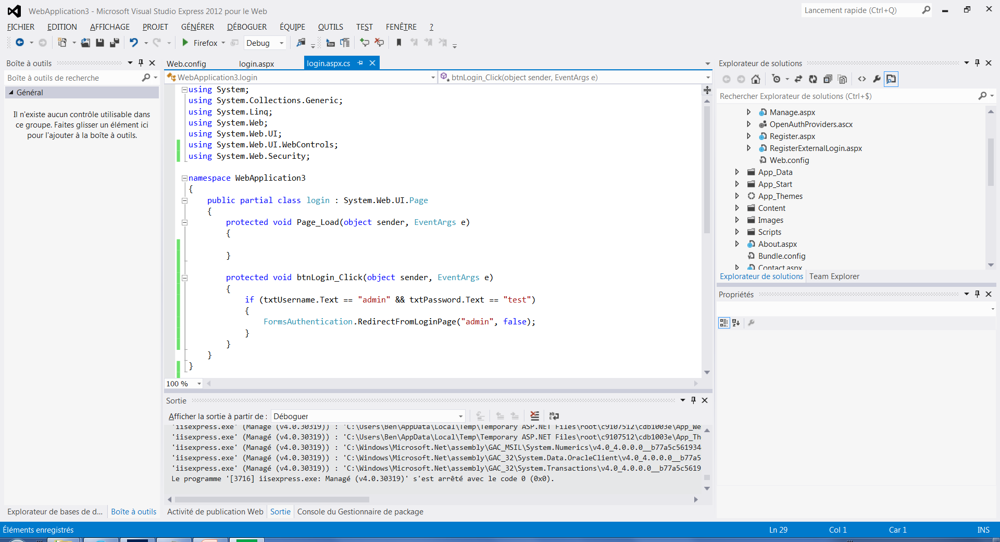 WebApplication3 - Microsoft Visual Studio Express 2012 pour le Web
Lancement rapide (Ctrl+Q)
FICHIER EDITION AFFICHAGE PROJET GÉNÉRER DÉBOGUER ÉQUIPE OUTILS TEST FENÊTRE ?
Firefox Debug
Boîte à outils
Boîte à outils de recherche
Général
Il n'existe aucun contrôle utilisable dans
ce groupe. Faites glisser un élément ici
pour l'ajouter à la boîte à outils.
Explorateur de bases de d... Boîte à outils
Web.config login.aspx login.aspx.cs
WebApplication3.login btnLogin_Click(object sender, EventArgs e)
using System;
using System.Collections.Generic;
using System.Linq;
using System.Web;
using System.Web.UI;
using System.Web.UI.WebControls;
using System.Web.Security;
namespace WebApplication3
{
public partial class login : System.Web.UI.Page
{
protected void Page_Load(object sender, EventArgs e)
{
}
protected void btnLogin_Click(object sender, EventArgs e)
{
if (txtUsername.Text == "admin" && txtPassword.Text == "test")
{
FormsAuthentication.RedirectFromLoginPage("admin", false);
}
}
}
}
100 %
Sortie
Afficher la sortie à partir de : Déboguer
'iisexpress.exe' (Managé (v4.0.30319)) : 'C:\Users\Ben\AppData\Local\Temp\Temporary ASP.NET Files\root\c9107512\cdb1003e\App_We
'iisexpress.exe' (Managé (v4.0.30319)) : 'C:\Users\Ben\AppData\Local\Temp\Temporary ASP.NET Files\root\c9107512\cdb1003e\App_Th
'iisexpress.exe' (Managé (v4.0.30319)) : 'C:\Windows\Microsoft.Net\assembly\GAC_MSIL\System.Numerics\v4.0_4.0.0.0__b77a5c561934
'iisexpress.exe' (Managé (v4.0.30319)) : 'C:\Windows\Microsoft.Net\assembly\GAC_32\System.Data.OracleClient\v4.0_4.0.0.0__b77a5
'iisexpress.exe' (Managé (v4.0.30319)) : 'C:\Windows\Microsoft.Net\assembly\GAC_32\System.Transactions\v4.0_4.0.0.0__b77a5c5619
Le programme '[3716] iisexpress.exe: Managé (v4.0.30319)' s'est arrêté avec le code 0 (0x0).
Activité de publication Web Sortie Console du Gestionnaire de package
Explorateur de solutions
Rechercher Explorateur de solutions (Ctrl+$)
Manage.aspx
OpenAuthProviders.ascx
Register.aspx
RegisterExternalLogin.aspx
Web.config
App_Data
App_Start
App_Themes
Content
Images
Scripts
About.aspx
Bundle.config
Contact.aspx
Explorateur de solutions Team Explorer
Propriétés
Éléments enregistrés Ln 29 Col 1 Car 1 INS